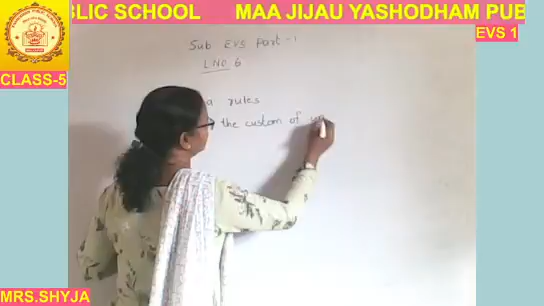 BLIC SCHOOL MAA JIJAU YASHODHAM PUB
EVS 1
CLASS-5
Sub EVS Part-1
LNO 6
rules
the custom of
MRS.SHYJA